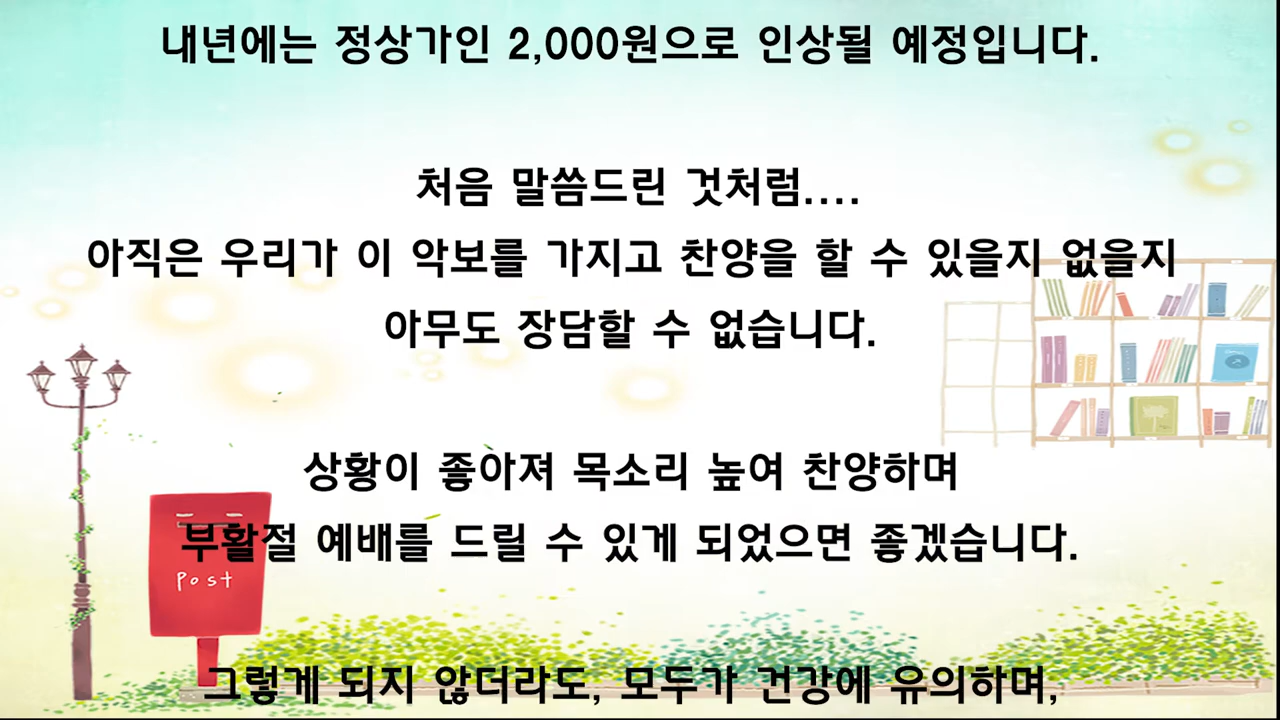 내년에는 정상가인 2,000원으로 인상될 예정입니다.
처음 말씀드린 것처럼....
아직은 우리가 이 악보를 가지고 찬양을 할 수 있을지 없을지
아무도 장담할 수 없습니다.
상황이 좋아져 목소리 높여 찬양하며
부활절 예배를 드릴 수 있게 되었으면 좋겠습니다.
Post
그렇게 되지 않더라도, 모두가 건강에 유의하며,